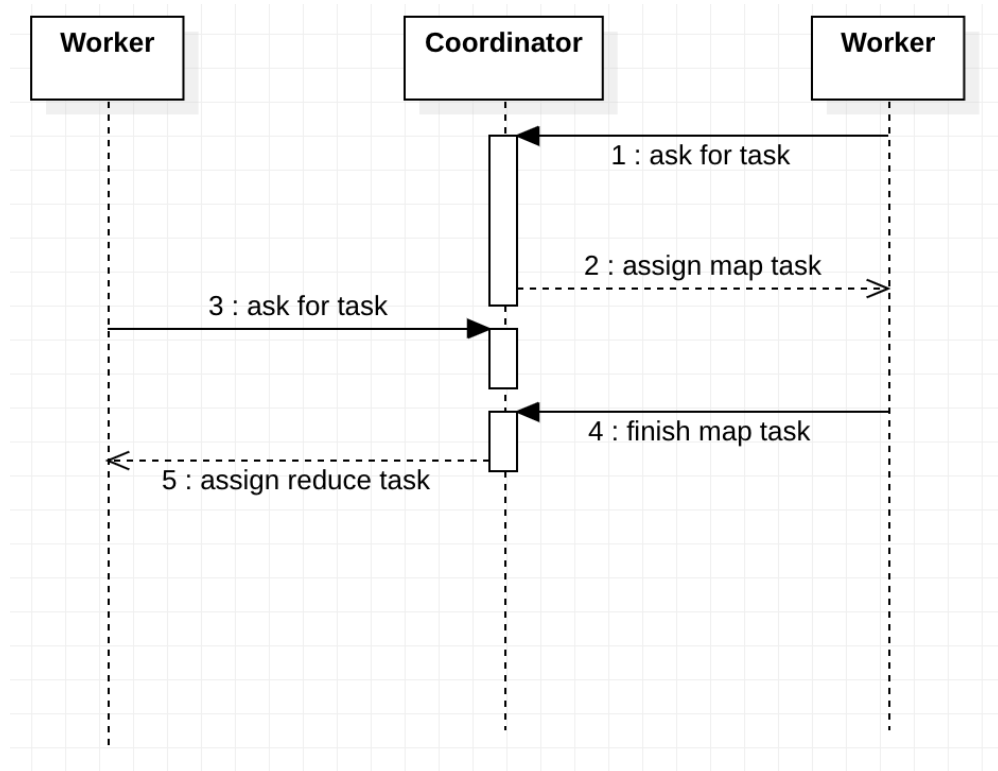 Worker
Coordinator
Worker
1 : ask for task
2 : assign map task
3 : ask for task
4 : finish map task
5 : assign reduce task